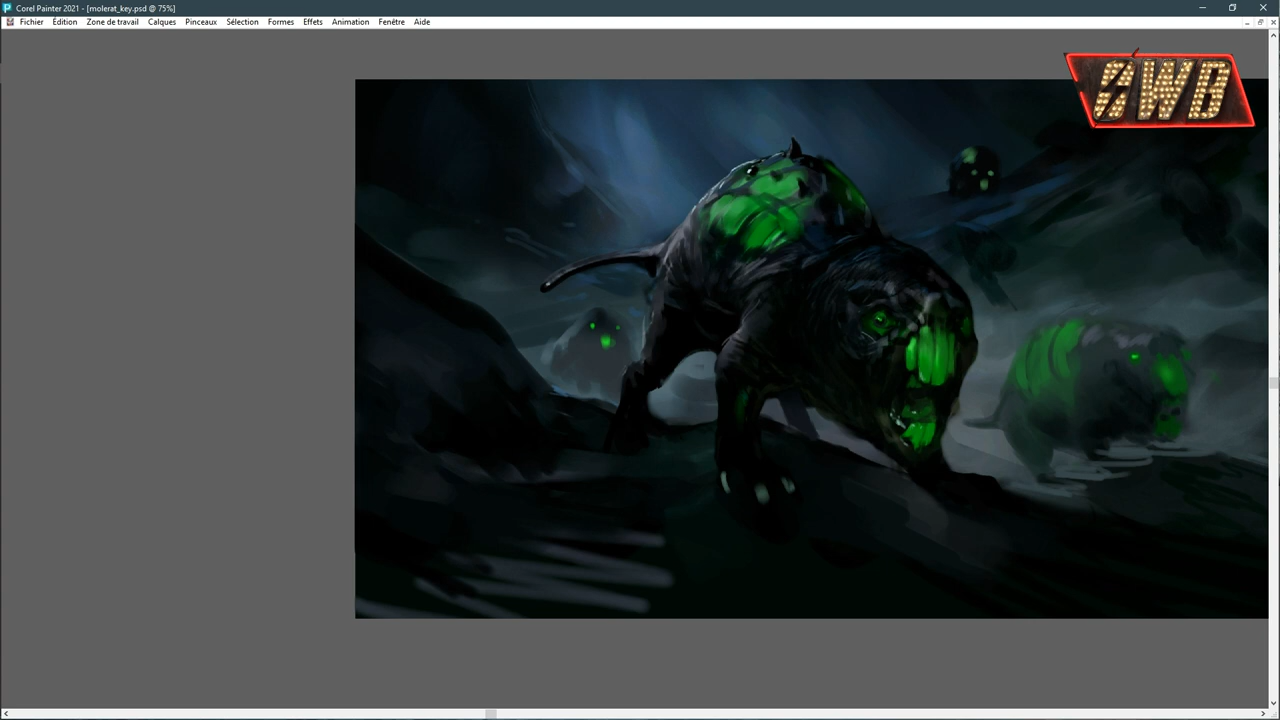 Corel Painter 2021 - [molerat_key.psd @ 75%]
Fichier Édition Zone de travail Calques Pinceaux Sélection Formes Effets Animation Fenêtre Aide
SWB